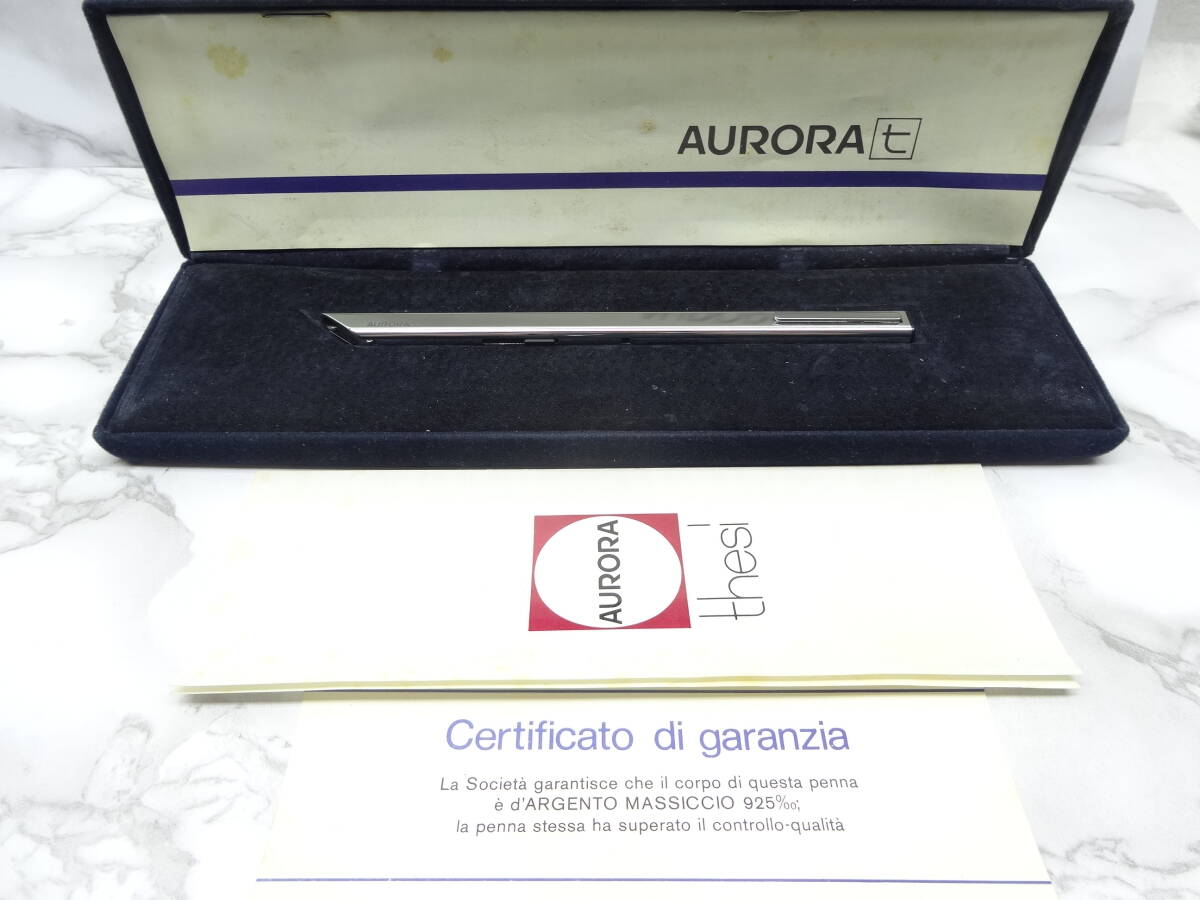 AURORA t
AURORA
AURORA
thesi
Certificato di garanzia
La Società garantisce che il corpo di questa penna
è d'ARGENTO MASSICCIO 925‰;
la penna stessa ha superato il controllo-qualità